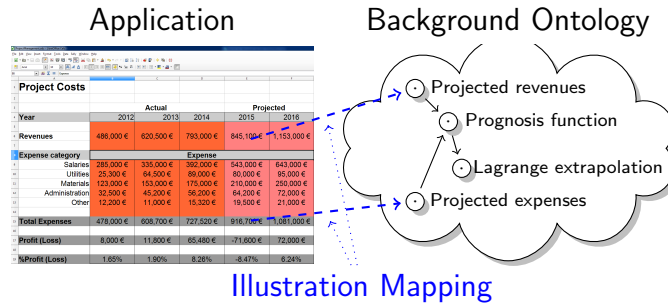 Application
Background Ontology
Project Costs
Actual Projected
Year 2012 2013 2014 2015 2016
Revenues 486,000 € 620,500 € 793,000 € 845,100 € 1,153,000 €
Expense category Expense
Salaries 285,000 € 335,000 € 392,000 € 543,000 € 643,000 €
Utilities 25,300 € 64,500 € 89,000 € 80,000 € 95,000 €
Materials 123,000 € 153,000 € 175,000 € 210,000 € 250,000 €
Administration 32,500 € 45,200 € 56,200 € 64,200 € 72,000 €
Other 12,200 € 11,000 € 15,320 € 19,500 € 21,000 €
Total Expenses 478,000 € 608,700 € 727,520 € 916,700 € 1,081,000 €
Profit (Loss) 8,000 € 11,800 € 65,480 € -71,600 € 72,000 €
%Profit (Loss) 1.65% 1.90% 8.26% -8.47% 6.24%
Projected revenues
Prognosis function
Lagrange extrapolation
Projected expenses
Illustration Mapping